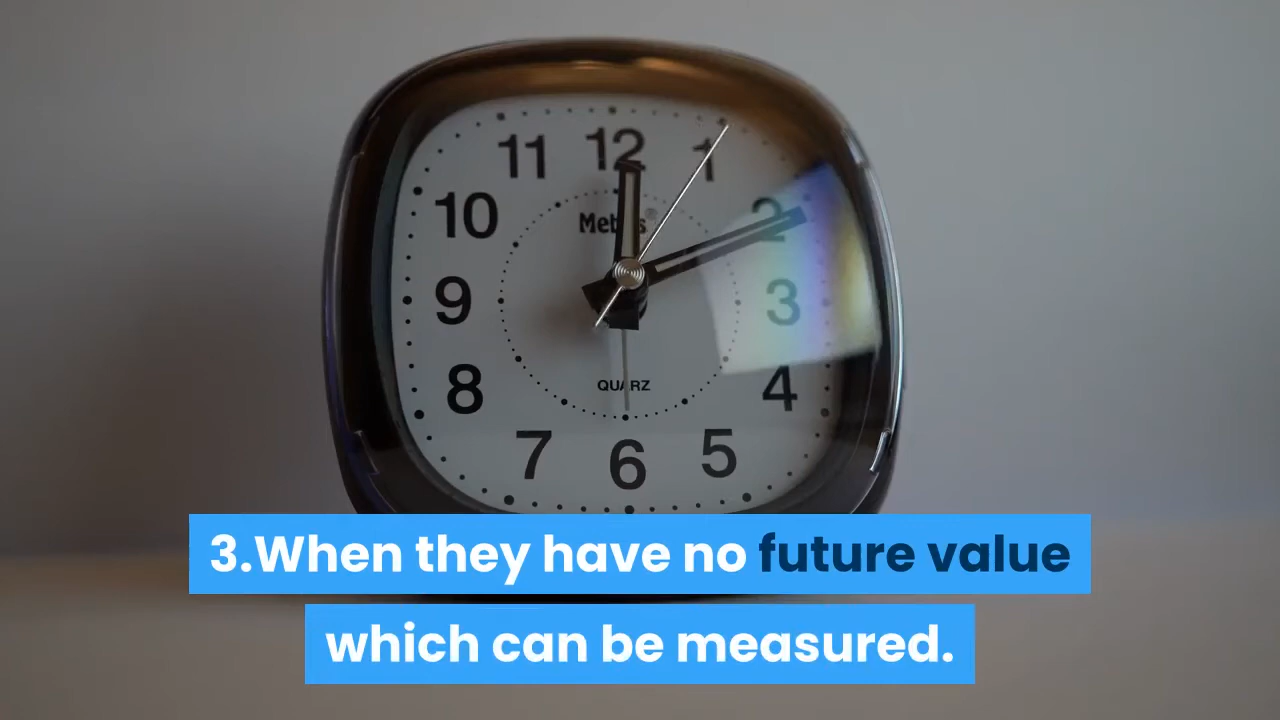 11 12 1
10 2
9 3
8 4
7 6 5
QUARZ
3.When they have no future value
which can be measured.